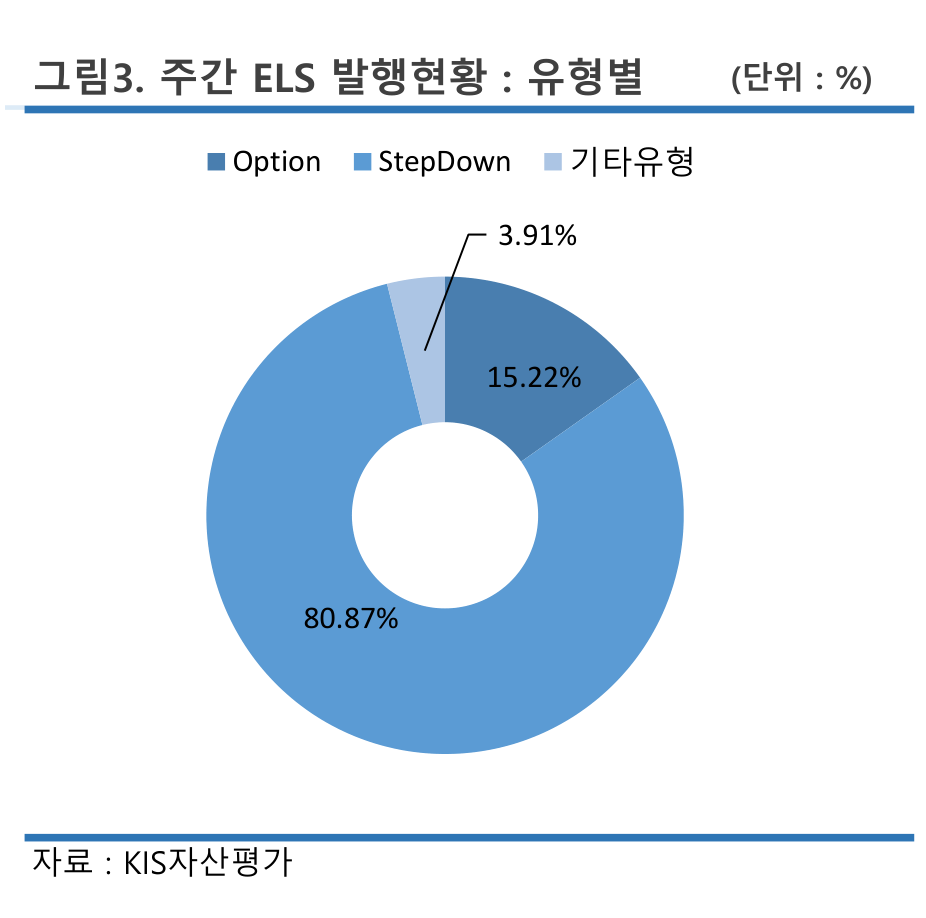 그림3. 주간 ELS 발행현황 : 유형별 (단위 : %)
Option StepDown 기타유형
3.91%
15.22%
80.87%
자료 : KIS자산평가